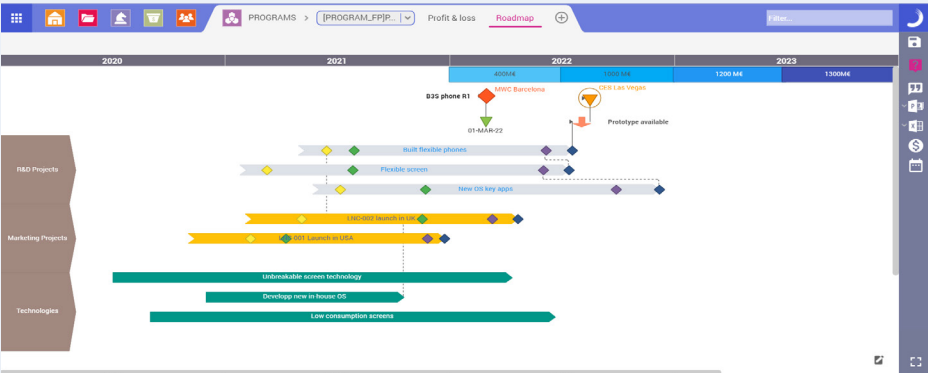 PROGRAMS > [PROGRAM_FP]P... Profit & loss Roadmap
Filter...
2020 2021 2022 2023
400M€ 1000 M€ 1200 M€ 1300M€
MWC Barcelona CES Las Vegas
B3S phone R1
Prototype available
01-MAR-22
Built flexible phones
R&D Projects Flexible screen
New OS key apps
LNC-002 launch in UK
Marketing Projects LNC-001 Launch in USA
Unbreakable screen technology
Developp new in-house OS
Technologies
Low consumption screens